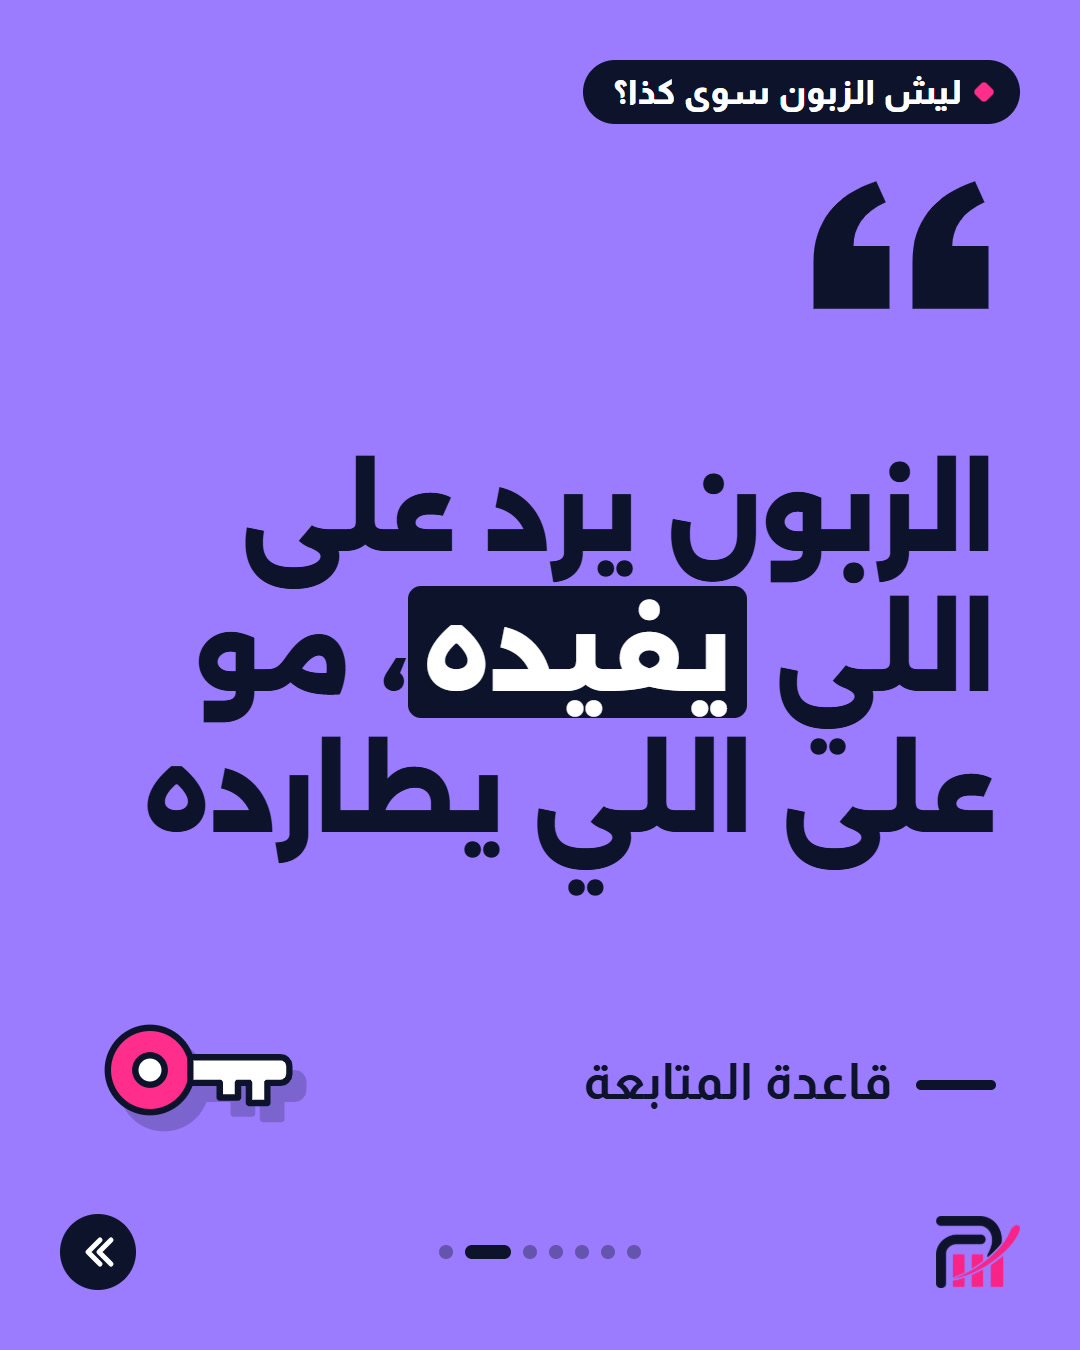 ليش الزبون سوى كذا؟
“
الزبون يرد على
اللي يفيده، مو
على اللي يطارده
قاعدة المتابعة